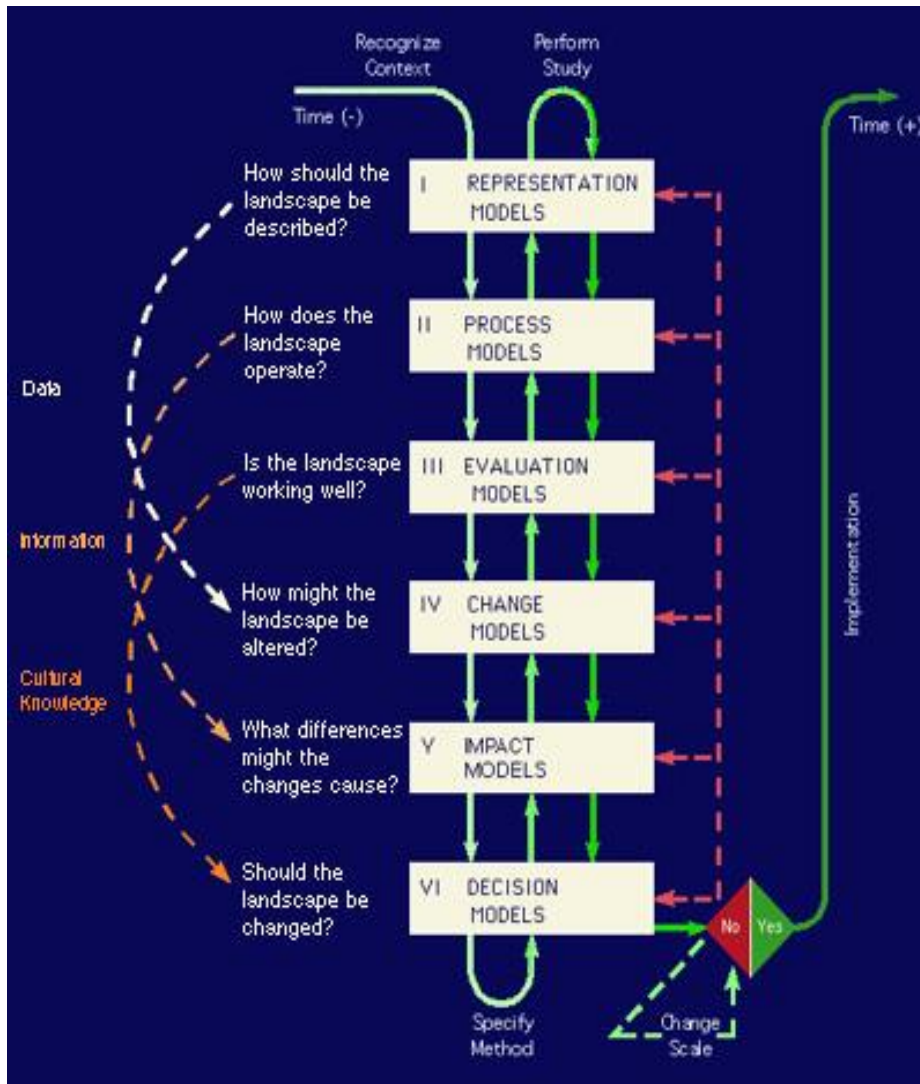 Recognize
Context
Perform
Study
Time (-)
Time (+)
How should the
landscape be
described?
I REPRESENTATION
MODELS
How does the
landscape
operate?
II PROCESS
MODELS
Data
Is the landscape
working well?
III EVALUATION
MODELS
Information
Implementation
How might the
landscape be
altered?
IV CHANGE
MODELS
Cultural
Knowledge
What differences
might the
changes cause?
V IMPACT
MODELS
Should the
landscape be
changed?
VI DECISION
MODELS
No Yes
Specify
Method
Change
Scale